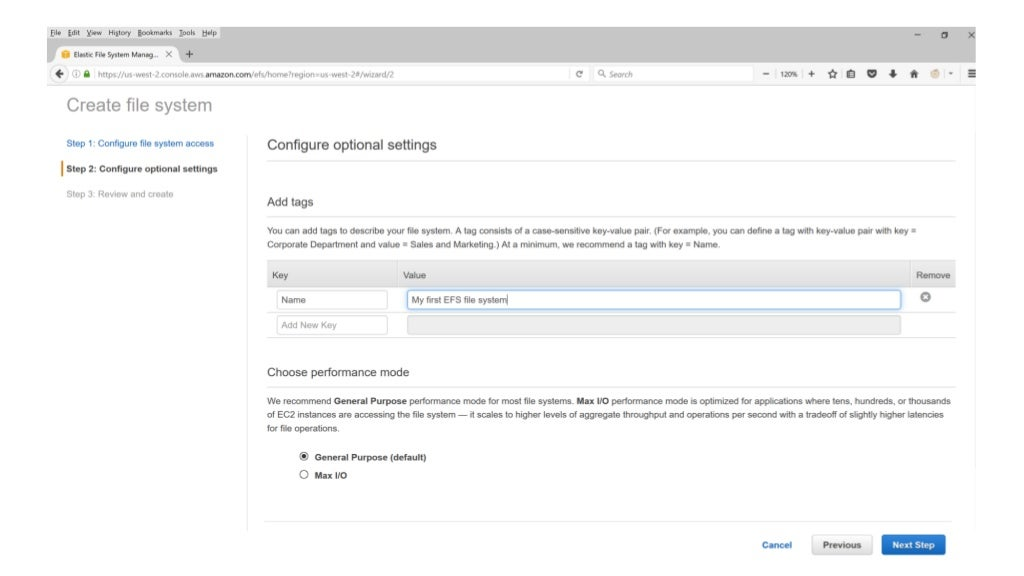 File Edit View History Bookmarks Tools Help
Elastic File System Manag...
https://us-west-2.console.aws.amazon.com/efs/home?region=us-west-2#/wizard/2
Search
120%
Create file system
Step 1: Configure file system access
Step 2: Configure optional settings
Step 3: Review and create
Configure optional settings
Add tags
You can add tags to describe your file system. A tag consists of a case-sensitive key-value pair. (For example, you can define a tag with key-value pair with key =
Corporate Department and value = Sales and Marketing.) At a minimum, we recommend a tag with key = Name.
Key Value Remove
Name My first EFS file system
Add New Key
Choose performance mode
We recommend General Purpose performance mode for most file systems. Max I/O performance mode is optimized for applications where tens, hundreds, or thousands
of EC2 instances are accessing the file system — it scales to higher levels of aggregate throughput and operations per second with a tradeoff of slightly higher latencies
for file operations.
General Purpose (default)
Max I/O
Cancel Previous Next Step